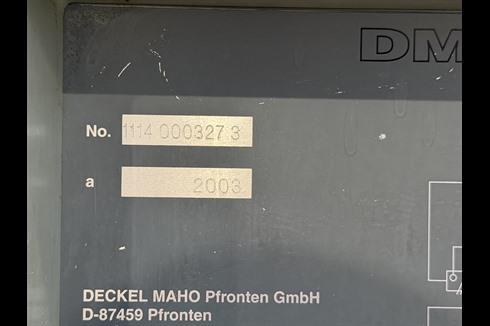 DM
No. 1114 000327 3
a 2003
DECKEL MAHO Pfronten GmbH
D-87459 Pfronten